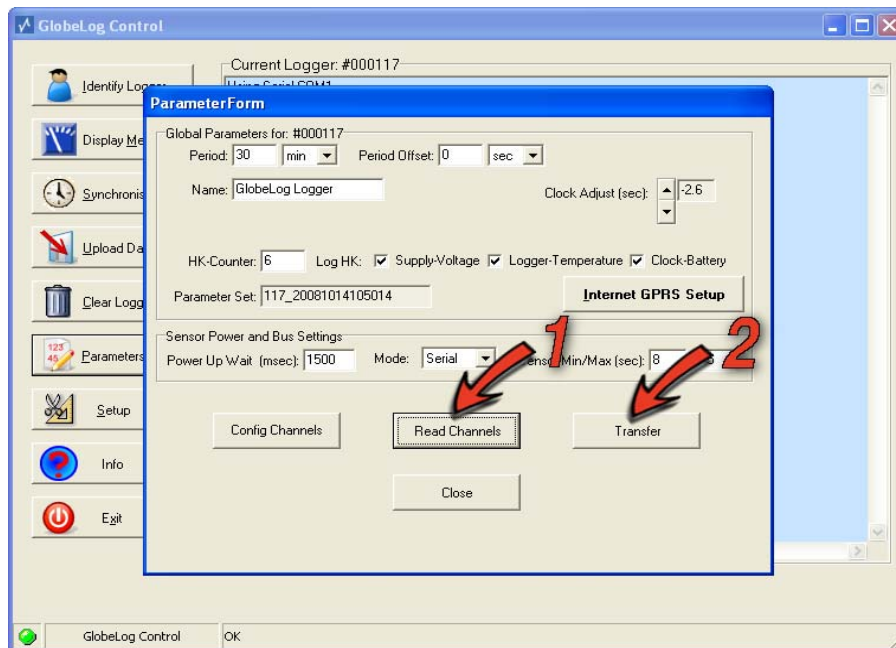 GlobeLog Control
Current Logger: #000117
Identify Logger
Using Serial COM1
ParameterForm
Display Me
Global Parameters for: #000117
Period: 30 min Period Offset: 0 sec
Synchronis
Name: GlobeLog Logger Clock Adjust (sec): -2.6
Upload Da
HK-Counter: 6 Log HK: Supply-Voltage Logger-Temperature Clock-Battery
Clear Logg
Parameter Set: 117_20081014105014 Internet GPRS Setup
1 2
Sensor Power and Bus Settings
Parameters
Power Up Wait (msec): 1500 Mode: Serial Min/Max (sec): 8
Setup
Config Channels Read Channels Transfer
Info
Close
Exit
GlobeLog Control OK